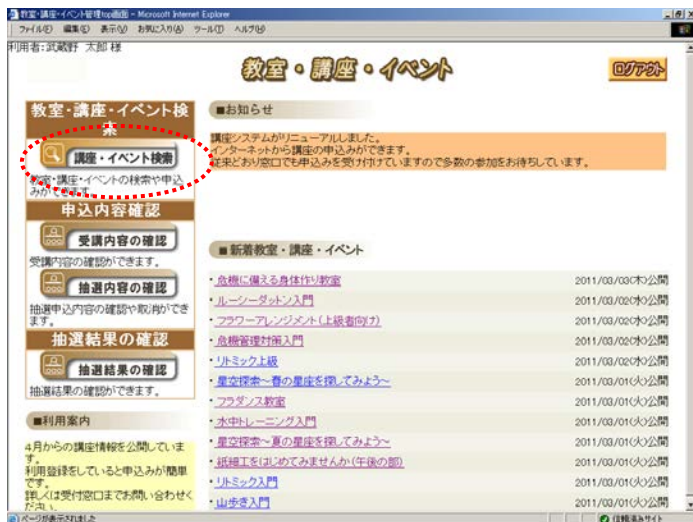 教室・講座・イベント管理top画面 - Microsoft Internet Explorer
ファイル(F) 編集(E) 表示(V) お気に入り(A) ツール(T) ヘルプ(H)
利用者:武蔵野 太郎 様
教室・講座・イベント
ログアウト
教室・講座・イベント検
索
講座・イベント検索
教室・講座・イベントの検索や申込
みができます。
申込内容確認
受講内容の確認
受講内容の確認ができます。
抽選内容の確認
抽選申込内容の確認や取消ができ
ます。
抽選結果の確認
抽選結果の確認
抽選結果の確認ができます。
■利用案内
4月からの講座情報を公開していま
す。
利用登録をしていると申込みが簡単
です。
詳しくは受付窓口までお問い合わせく
ださい。
■お知らせ
講座システムがリニューアルしました。
インターネットから講座の申込みができます。
従来どおり窓口でも申込みを受け付けていますので多数の参加をお待ちしています。
■新着教室・講座・イベント
・危機に備える身体作り教室 2011/03/03(木)公開
・ルーシーダットン入門 2011/03/02(水)公開
・フラワーアレンジメント(上級者向け) 2011/03/02(水)公開
・危機管理対策入門 2011/03/02(水)公開
・リトミック上級 2011/03/02(水)公開
・星空探索～春の星座を探してみよう～ 2011/03/01(火)公開
・フラダンス教室 2011/03/01(火)公開
・水中トレーニング入門 2011/03/01(火)公開
・星空探索～夏の星座を探してみよう～ 2011/03/01(火)公開
・紙細工をはじめてみませんか(午後の部) 2011/03/01(火)公開
・リトミック入門 2011/03/01(火)公開
・山歩き入門 2011/03/01(火)公開
ページが表示されました
信頼済みサイト